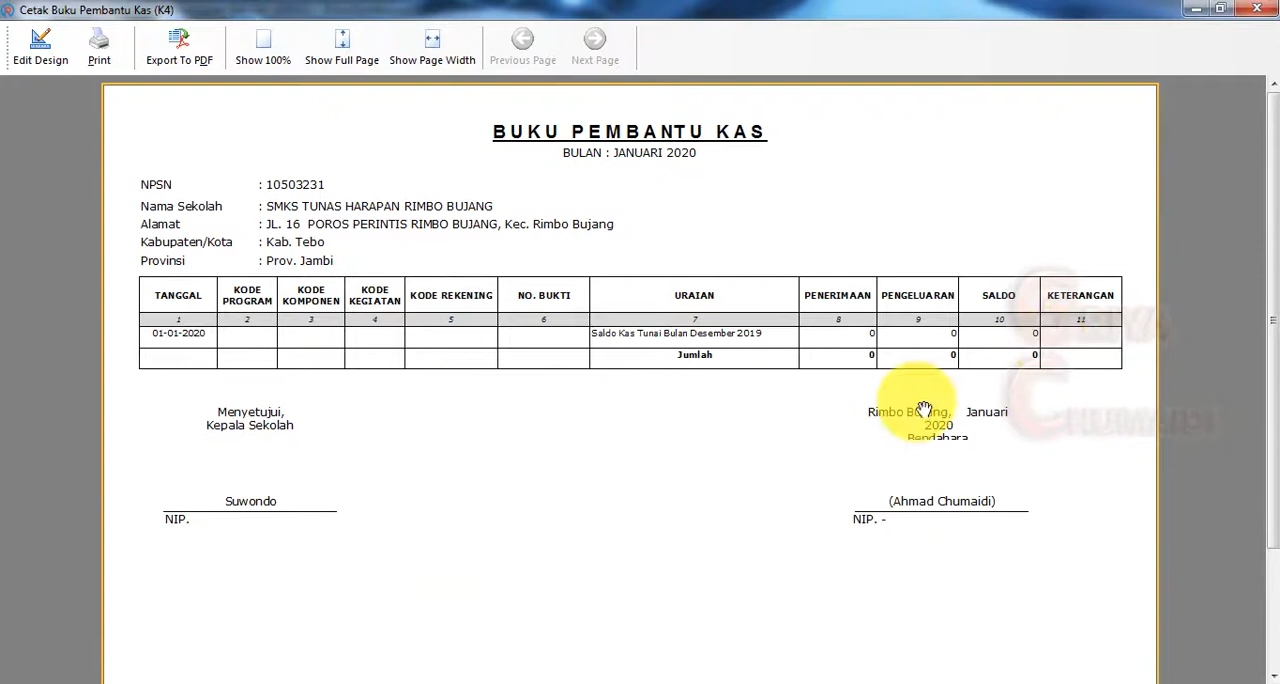 Cetak Buku Pembantu Kas (K4)
Edit Design Print Export To PDF Show 100% Show Full Page Show Page Width Previous Page Next Page
BUKU PEMBANTU KAS
BULAN : JANUARI 2020
NPSN : 10503231
Nama Sekolah : SMKS TUNAS HARAPAN RIMBO BUJANG
Alamat : JL. 16 POROS PERINTIS RIMBO BUJANG, Kec. Rimbo Bujang
Kabupaten/Kota : Kab. Tebo
Provinsi : Prov. Jambi
TANGGAL KODE PROGRAM KODE KOMPONEN KODE KEGIATAN KODE REKENING NO. BUKTI URAIAN PENERIMAAN PENGELUARAN SALDO KETERANGAN
1 2 3 4 5 6 7 8 9 10 11
01-01-2020 Saldo Kas Tunai Bulan Desember 2019 0 0 0
Jumlah 0 0 0
Menyetujui,
Kepala Sekolah
Rimbo Bujang, Januari
2020
Bendahara
Suwondo
NIP.
(Ahmad Chumaidi)
NIP. -
CHUMAIDI